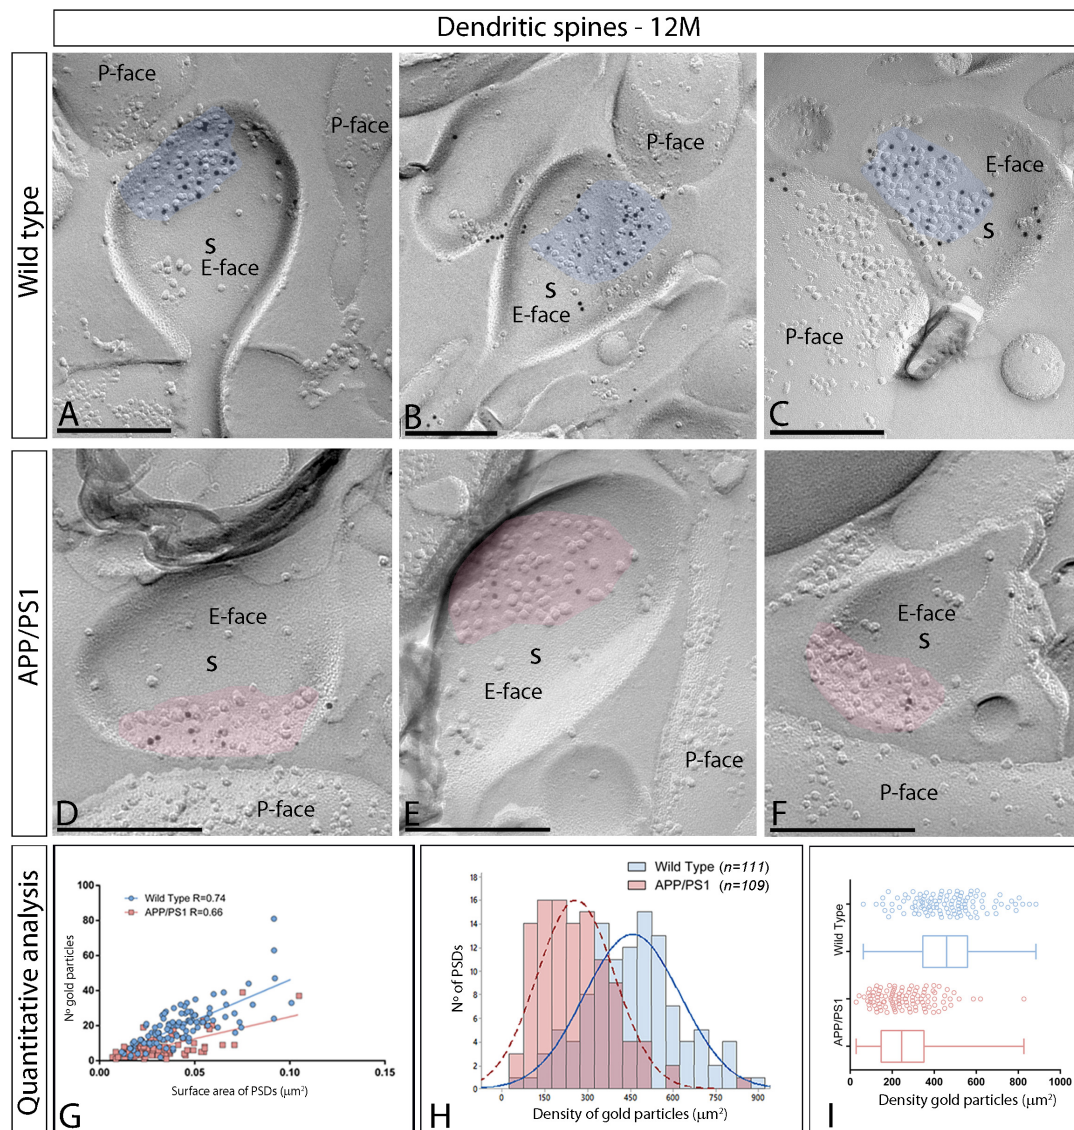 Dendritic spines - 12M
Wild type
P-face
P-face
S
E-face
A
P-face
S
E-face
B
E-face
S
P-face
C
APP/PS1
E-face
S
P-face
D
S
E-face
P-face
E
E-face
S
P-face
F
Quantitative analysis
Wild Type R=0.74
APP/PS1 R=0.66
Nº gold particles
100
80
60
40
20
0
0.00
0.05
0.10
0.15
Surface area of PSDs (μm²)
G
Wild Type (n=111)
APP/PS1 (n=109)
Nº of PSDs
18
16
14
12
10
8
6
4
2
0
0
150
300
450
600
750
900
Density of gold particles (μm²)
H
Wild Type
APP/PS1
0
200
400
600
800
1000
Density gold particles (μm²)
I